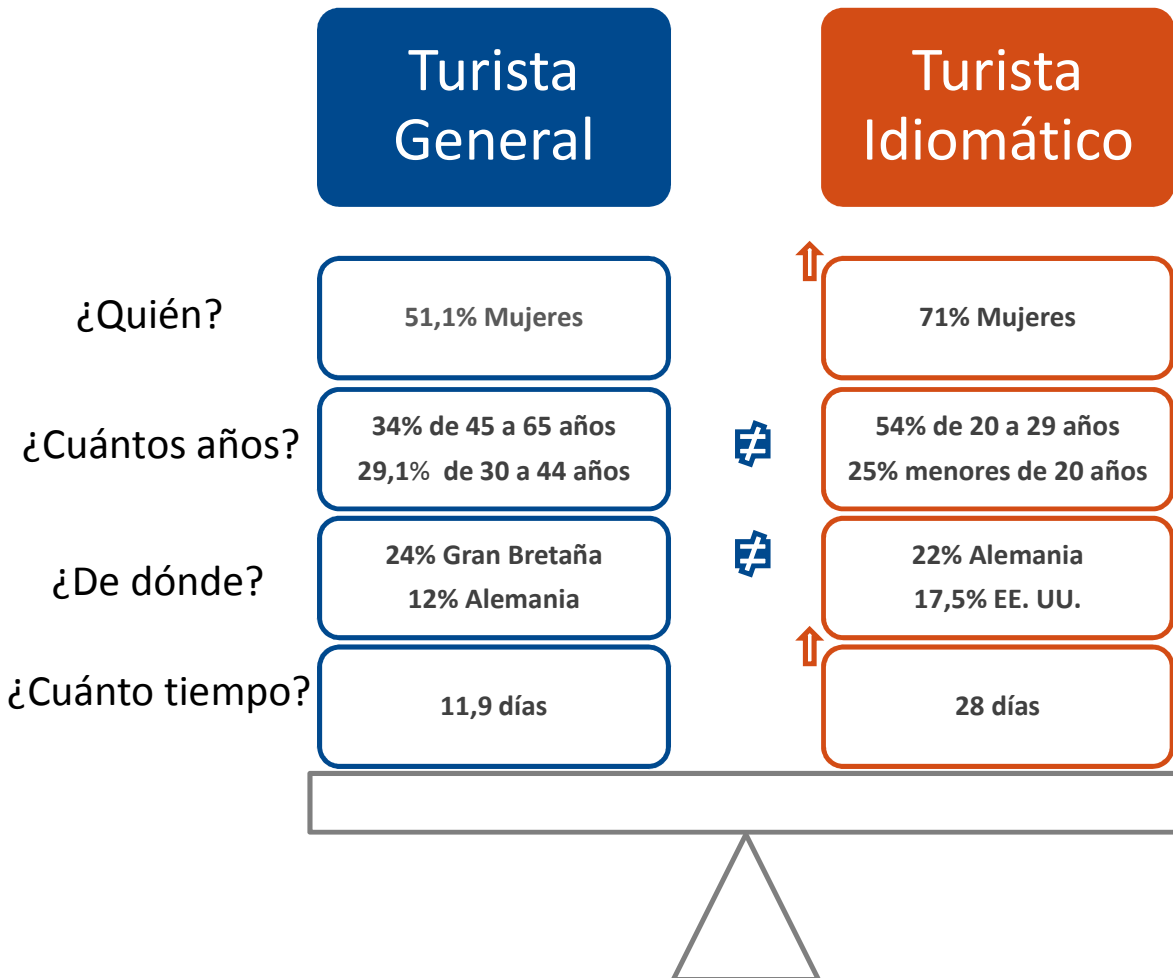 Turista
General
Turista
Idiomático
¿Quién?
51,1% Mujeres
71% Mujeres
¿Cuántos años?
34% de 45 a 65 años
29,1% de 30 a 44 años
≠
54% de 20 a 29 años
25% menores de 20 años
¿De dónde?
24% Gran Bretaña
12% Alemania
≠
22% Alemania
17,5% EE. UU.
¿Cuánto tiempo?
11,9 días
28 días